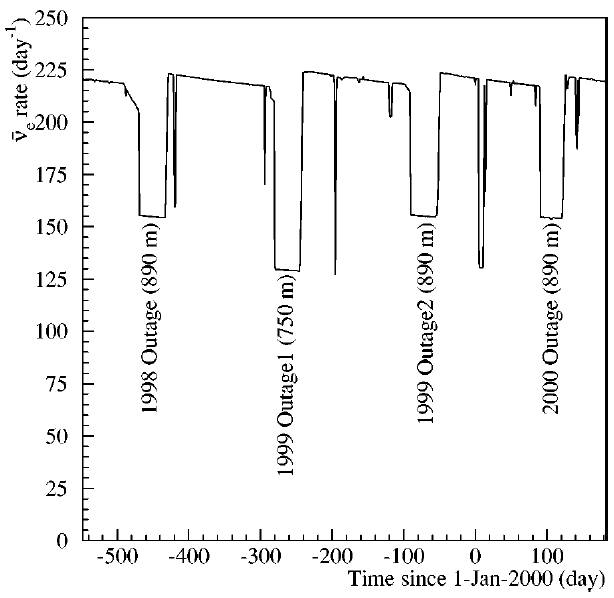 250
225
200
175
150
125
100
75
50
25
0
ν̄e rate (day⁻¹)
1998 Outage (890 m)
1999 Outage1 (750 m)
1999 Outage2 (890 m)
2000 Outage (890 m)
-500 -400 -300 -200 -100 0 100
Time since 1-Jan-2000 (day)